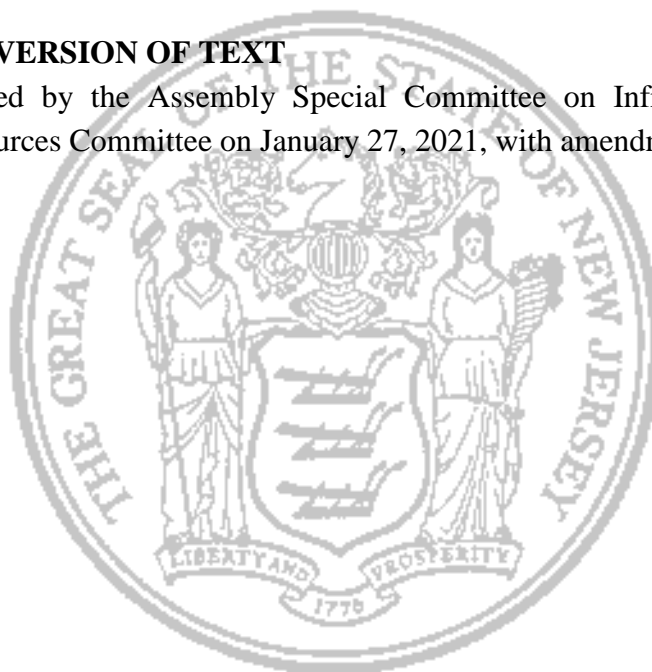 VERSION OF TEXT
ed by the Assembly Special Committee on Inf
urces Committee on January 27, 2021, with amend
THE GREAT SEAL OF THE STATE OF NEW JERSEY
LIBERTY AND PROSPERITY
1776